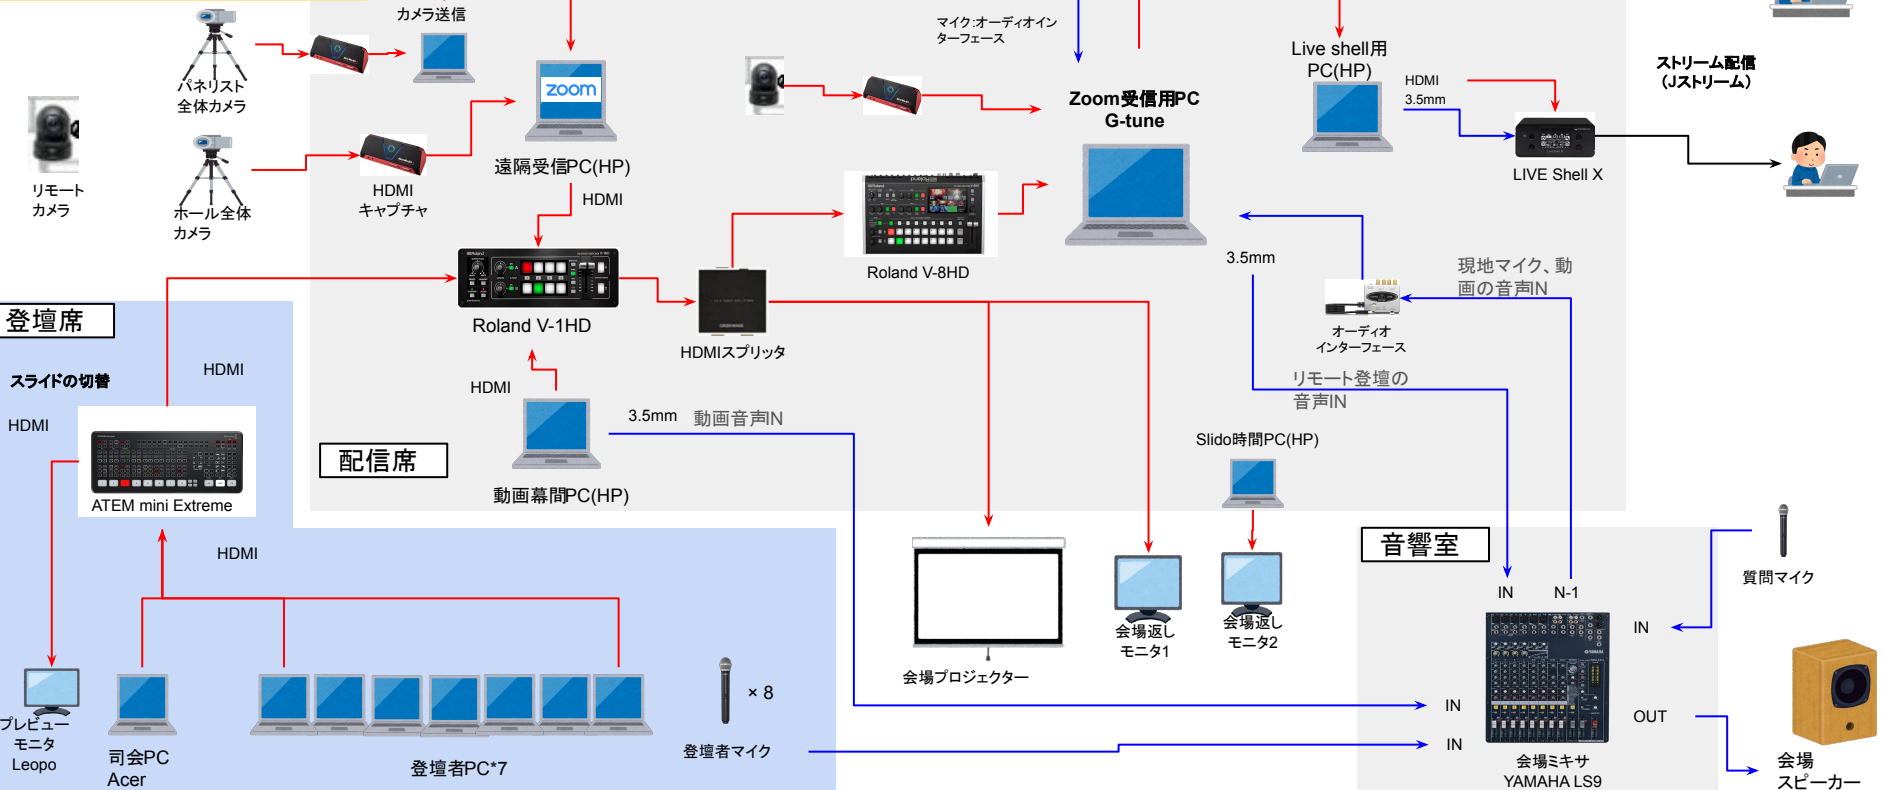 カメラ送信
パネリスト
全体カメラ
リモート
カメラ
ホール全体
カメラ
HDMI
キャプチャ
zoom
遠隔受信PC(HP)
HDMI
マイク:オーディオイン
ターフェース
Zoom受信用PC
G-tune
Live shell用
PC(HP)
HDMI
3.5mm
LIVE Shell X
ストリーム配信
(Jストリーム)
Roland V-8HD
3.5mm
現地マイク、動
画の音声IN
オーディオ
インターフェース
リモート登壇の
音声IN
Roland V-1HD
HDMIスプリッタ
登壇席
スライドの切替
HDMI
HDMI
ATEM mini Extreme
HDMI
HDMI
3.5mm
動画音声IN
配信席
動画幕間PC(HP)
Slido時間PC(HP)
会場プロジェクター
会場返し
モニタ1
会場返し
モニタ2
音響室
質問マイク
IN
N-1
IN
IN
IN
OUT
会場ミキサ
YAMAHA LS9
会場
スピーカー
プレビュー
モニタ
Leopo
司会PC
Acer
登壇者PC*7
× 8
登壇者マイク